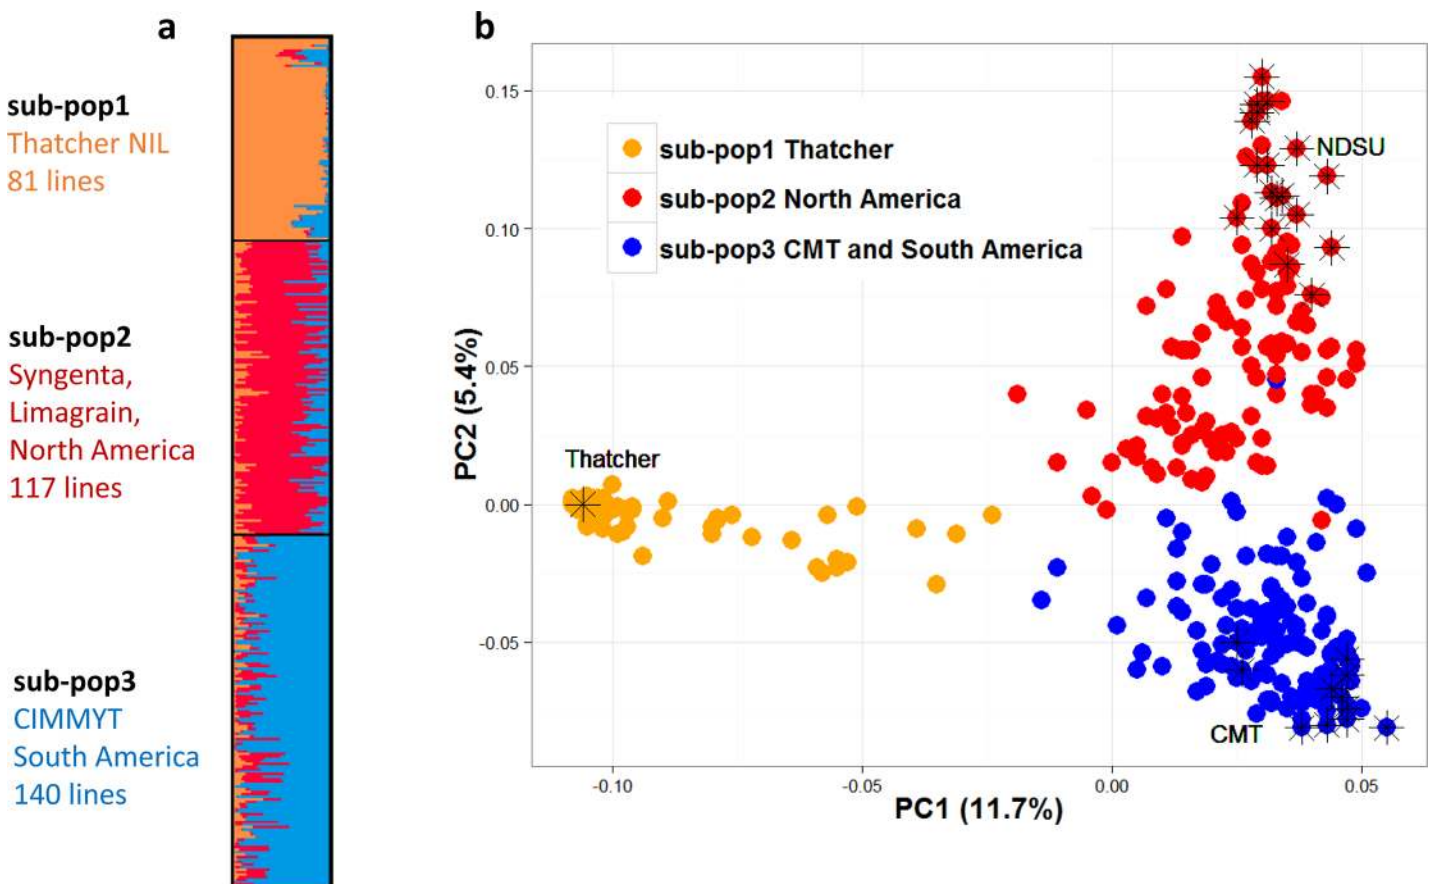 a
sub-pop1
Thatcher NIL
81 lines
sub-pop2
Syngenta,
Limagrain,
North America
117 lines
sub-pop3
CIMMYT
South America
140 lines
b
sub-pop1 Thatcher
sub-pop2 North America
sub-pop3 CMT and South America
NDSU
Thatcher
CMT
PC2 (5.4%)
0.15
0.10
0.05
0.00
-0.05
-0.10
-0.05
0.00
0.05
PC1 (11.7%)